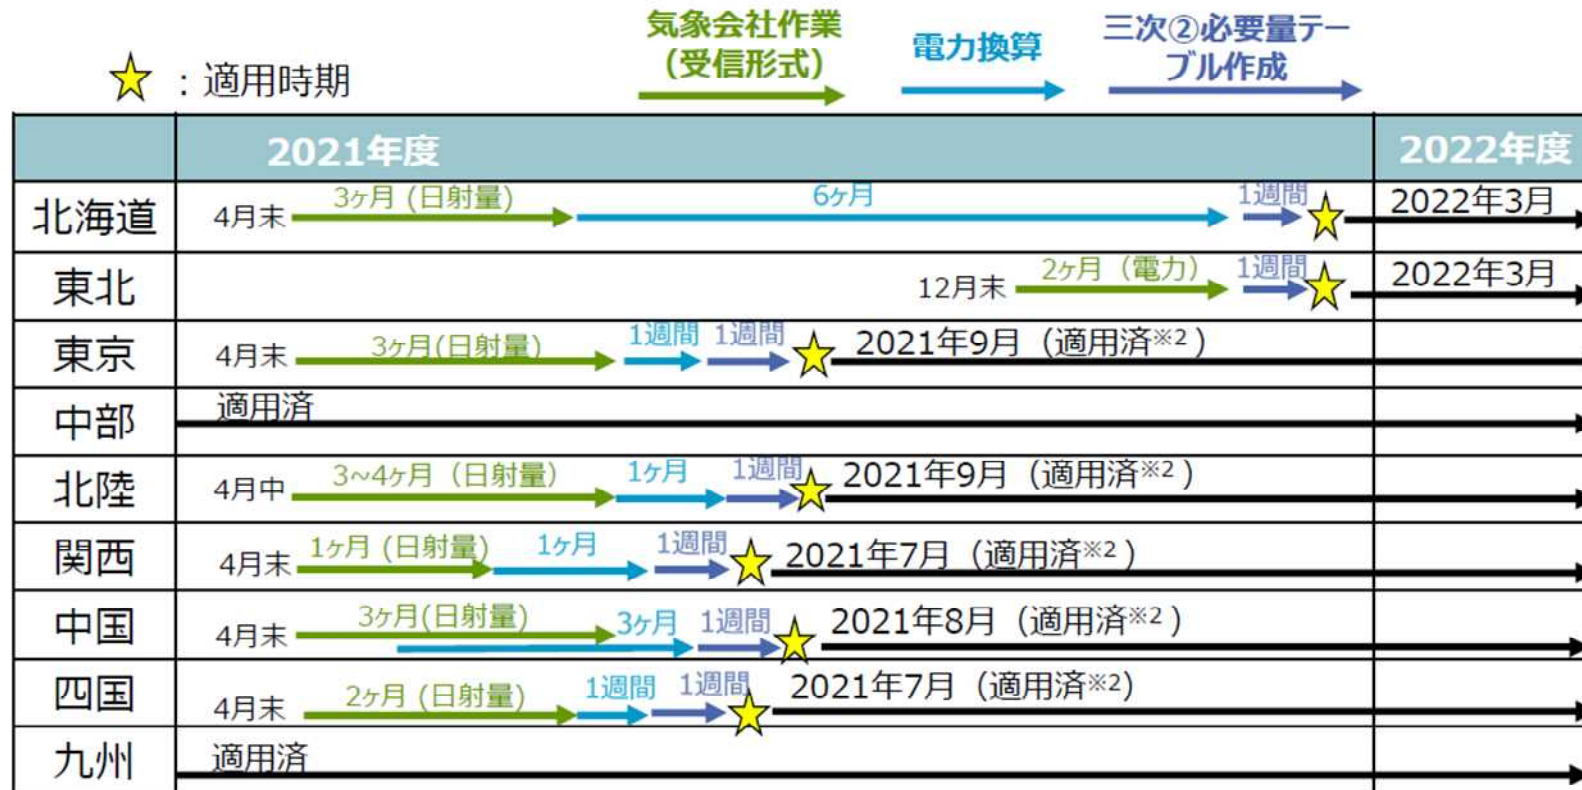 ：適用時期
気象会社作業
（受信形式）
電力換算
三次②必要量テー
ブル作成
2021年度
2022年度
北海道
4月末
3ヶ月 (日射量)
6ヶ月
1週間
2022年3月
東北
12月末
2ヶ月（電力）
1週間
2022年3月
東京
4月末
3ヶ月(日射量)
1週間
1週間
2021年9月（適用済※2）
中部
適用済
北陸
4月中
3~4ヶ月（日射量）
1ヶ月
1週間
2021年9月（適用済※2）
関西
4月末
1ヶ月 (日射量)
1ヶ月
1週間
2021年7月（適用済※2）
中国
4月末
3ヶ月(日射量)
3ヶ月
1週間
2021年8月（適用済※2）
四国
4月末
2ヶ月 (日射量)
1週間
1週間
2021年7月（適用済※2）
九州
適用済